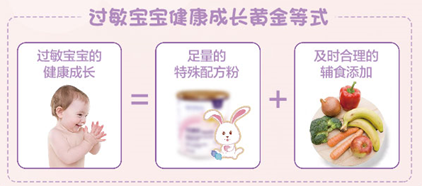 过敏宝宝健康成长黄金等式
过敏宝宝的
健康成长
=
足量的
特殊配方粉
+
及时合理的
辅食添加